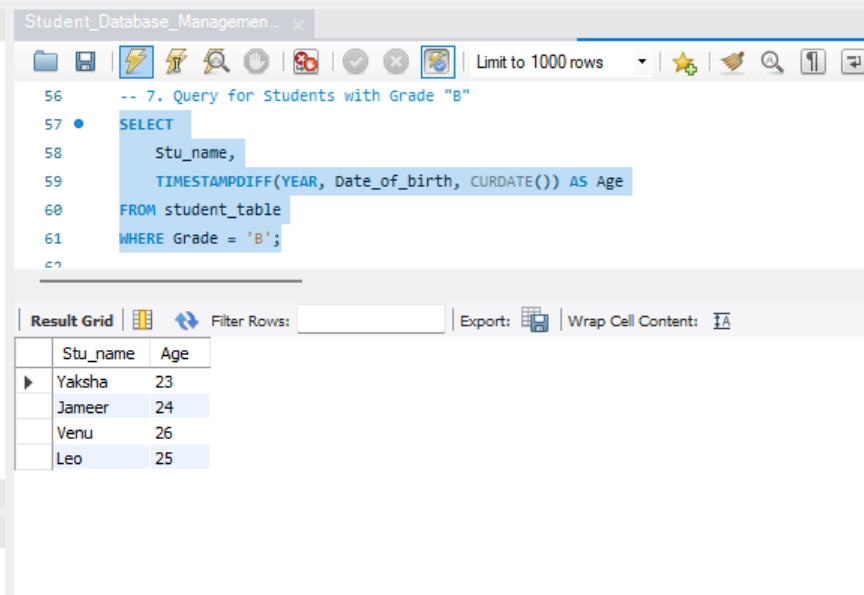 Student_Database_Managemen...
Limit to 1000 rows
56 -- 7. Query for Students with Grade "B"
57 SELECT
58 Stu_name,
59 TIMESTAMPDIFF(YEAR, Date_of_birth, CURDATE()) AS Age
60 FROM student_table
61 WHERE Grade = 'B';
62
Result Grid Filter Rows: Export: Wrap Cell Content: IA
Stu_name Age
Yaksha 23
Jameer 24
Venu 26
Leo 25